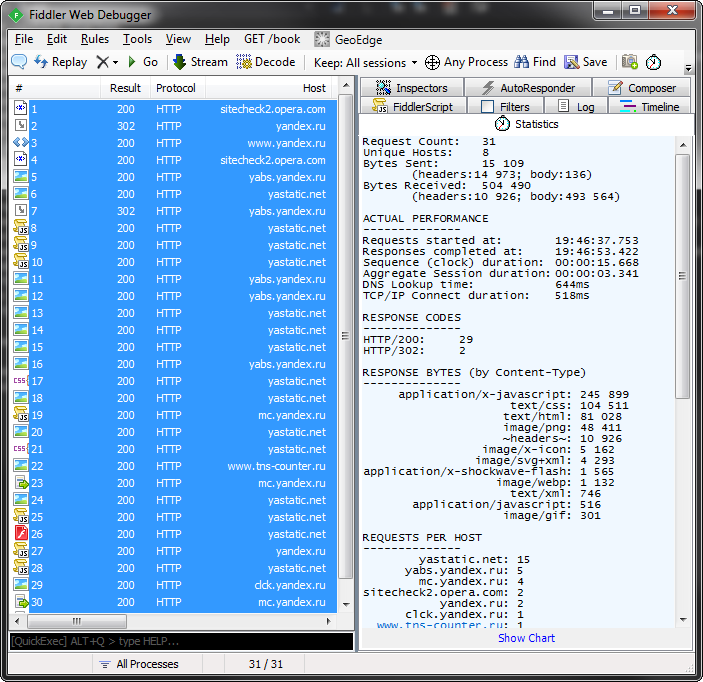 Fiddler Web Debugger
File Edit Rules Tools View Help GET /book GeoEdge
Replay Go Stream Decode Keep: All sessions Any Process Find Save
# Result Protocol Host
1 200 HTTP sitecheck2.opera.com
2 302 HTTP yandex.ru
3 200 HTTP www.yandex.ru
4 200 HTTP sitecheck2.opera.com
5 200 HTTP yabs.yandex.ru
6 200 HTTP yastatic.net
7 302 HTTP yabs.yandex.ru
8 200 HTTP yastatic.net
9 200 HTTP yastatic.net
10 200 HTTP yastatic.net
11 200 HTTP yabs.yandex.ru
12 200 HTTP yabs.yandex.ru
13 200 HTTP yastatic.net
14 200 HTTP yastatic.net
15 200 HTTP yastatic.net
16 200 HTTP yabs.yandex.ru
17 200 HTTP yastatic.net
18 200 HTTP yastatic.net
19 200 HTTP mc.yandex.ru
20 200 HTTP yastatic.net
21 200 HTTP yastatic.net
22 200 HTTP www.tns-counter.ru
23 200 HTTP mc.yandex.ru
24 200 HTTP yastatic.net
25 200 HTTP yastatic.net
26 200 HTTP yastatic.net
27 200 HTTP yandex.ru
28 200 HTTP yastatic.net
29 200 HTTP clck.yandex.ru
30 200 HTTP mc.yandex.ru
[QuickExec] ALT+Q > type HELP...
All Processes 31 / 31
Inspectors AutoResponder Composer
FiddlerScript Filters Log Timeline
Statistics
Request Count: 31
Unique Hosts: 8
Bytes Sent: 15 109
(headers:14 973; body:136)
Bytes Received: 504 490
(headers:10 926; body:493 564)
ACTUAL PERFORMANCE
--------------
Requests started at: 19:46:37.753
Responses completed at: 19:46:53.422
Sequence (clock) duration: 00:00:15.668
Aggregate Session duration: 00:00:03.341
DNS Lookup time: 644ms
TCP/IP Connect duration: 518ms
RESPONSE CODES
--------------
HTTP/200: 29
HTTP/302: 2
RESPONSE BYTES (by Content-Type)
--------------
application/x-javascript: 245 899
text/css: 104 511
text/html: 81 028
image/png: 48 411
~headers~: 10 926
image/x-icon: 5 162
image/svg+xml: 4 293
application/x-shockwave-flash: 1 565
image/webp: 1 132
text/xml: 746
application/javascript: 516
image/gif: 301
REQUESTS PER HOST
--------------
yastatic.net: 15
yabs.yandex.ru: 5
mc.yandex.ru: 4
sitecheck2.opera.com: 2
yandex.ru: 2
clck.yandex.ru: 1
www.tns-counter.ru: 1
Show Chart